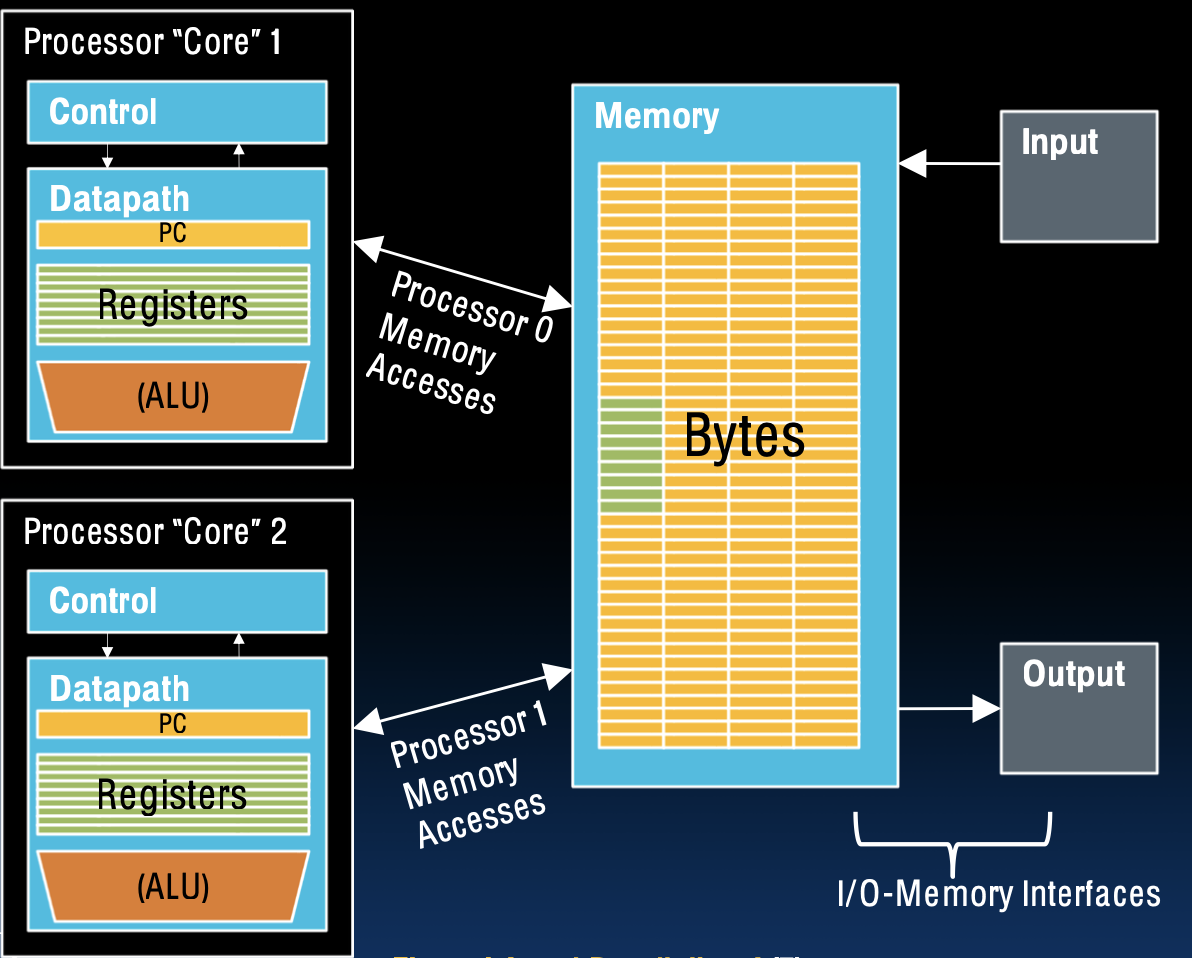 Processor “Core” 1
Control
Datapath
PC
Registers
(ALU)
Processor 0
Memory
Accesses
Processor “Core” 2
Control
Datapath
PC
Registers
(ALU)
Processor 1
Memory
Accesses
Memory
Bytes
Input
Output
I/O-Memory Interfaces